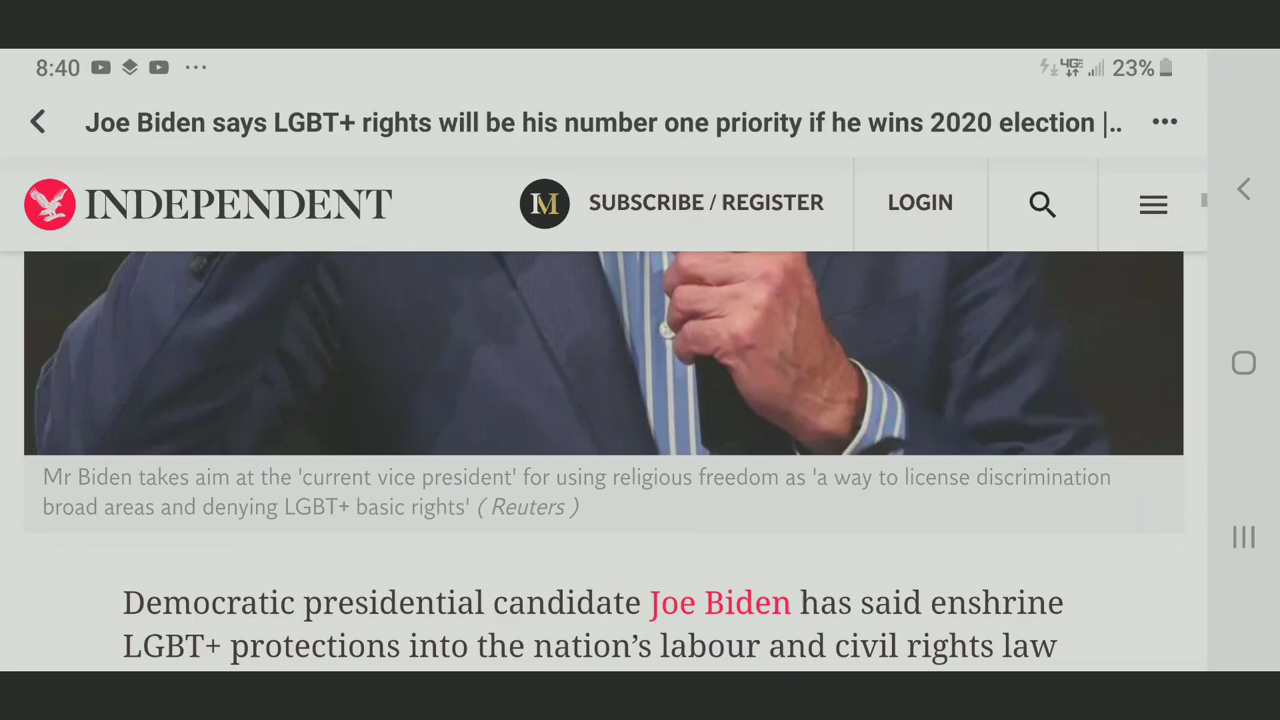 8:40
4GE 23%
Joe Biden says LGBT+ rights will be his number one priority if he wins 2020 election |..
INDEPENDENT
IM SUBSCRIBE / REGISTER
LOGIN
Mr Biden takes aim at the 'current vice president' for using religious freedom as 'a way to license discrimination
broad areas and denying LGBT+ basic rights' ( Reuters )
Democratic presidential candidate Joe Biden has said enshrine
LGBT+ protections into the nation’s labour and civil rights law